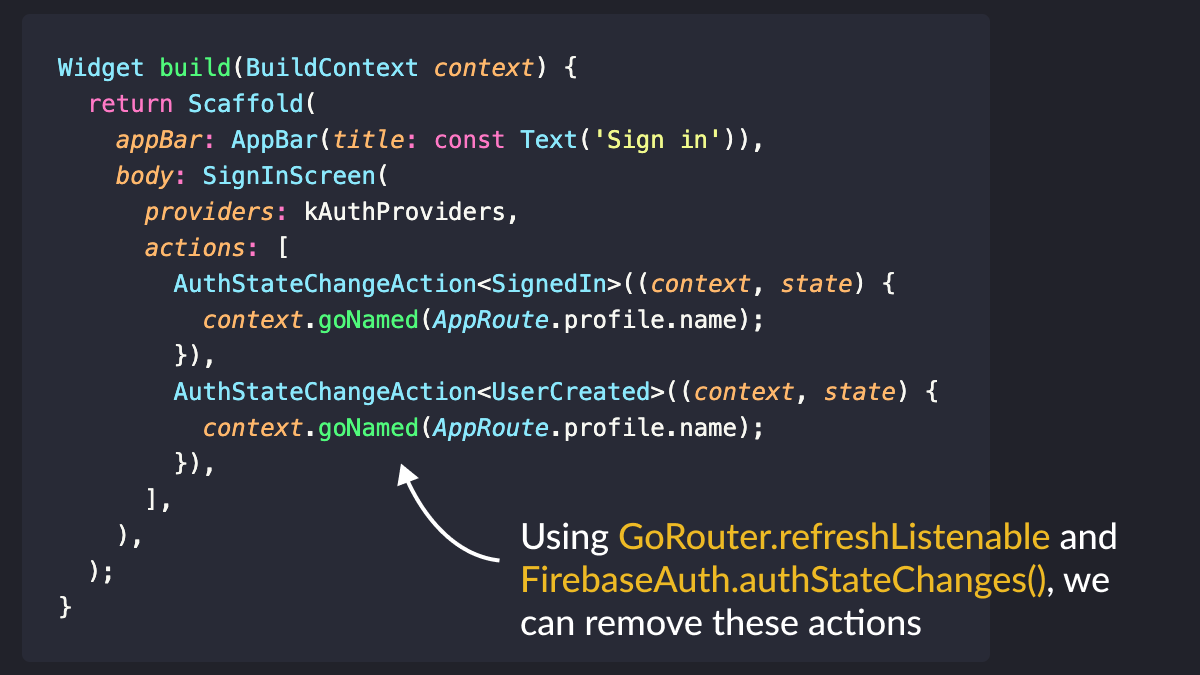 Widget build(BuildContext context) {
  return Scaffold(
    appBar: AppBar(title: const Text('Sign in')),
    body: SignInScreen(
      providers: kAuthProviders,
      actions: [
        AuthStateChangeAction<SignedIn>((context, state) {
          context.goNamed(AppRoute.profile.name);
        }),
        AuthStateChangeAction<UserCreated>((context, state) {
          context.goNamed(AppRoute.profile.name);
        }),
      ],
    ),
  );
}
Using GoRouter.refreshListenable and
FirebaseAuth.authStateChanges(), we
can remove these actions